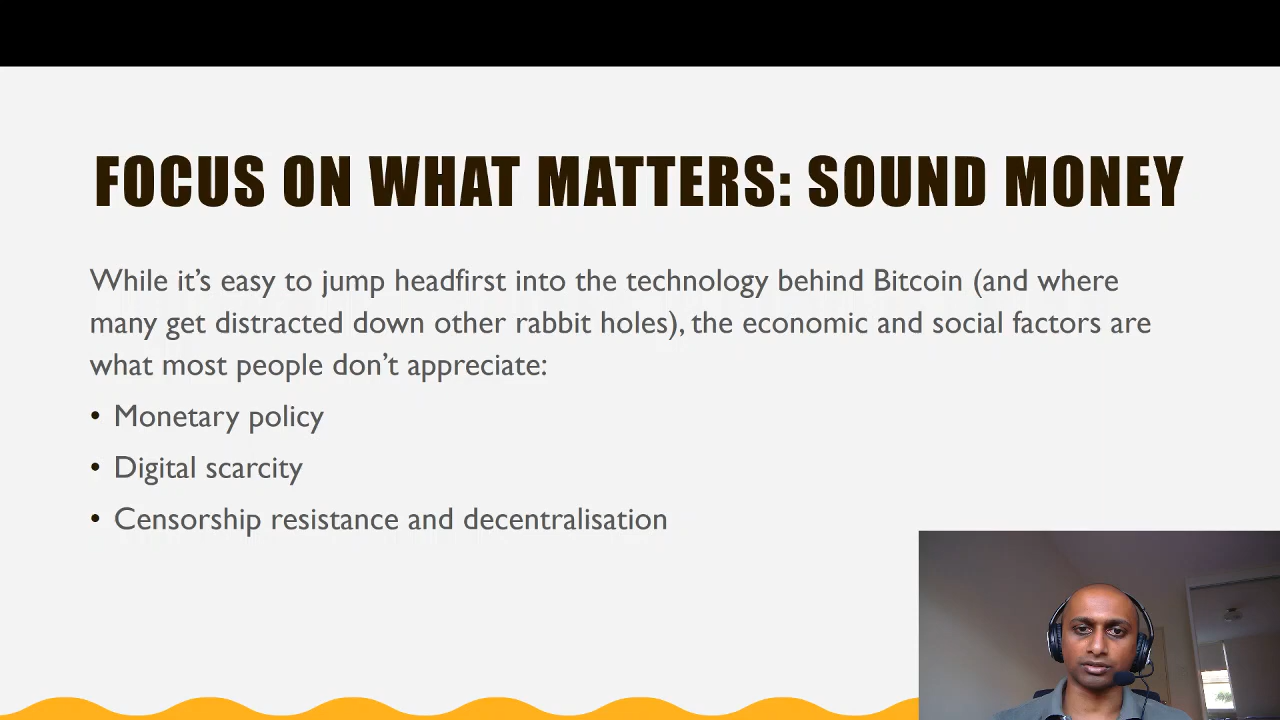 FOCUS ON WHAT MATTERS: SOUND MONEY
While it’s easy to jump headfirst into the technology behind Bitcoin (and where
many get distracted down other rabbit holes), the economic and social factors are
what most people don’t appreciate:
• Monetary policy
• Digital scarcity
• Censorship resistance and decentralisation